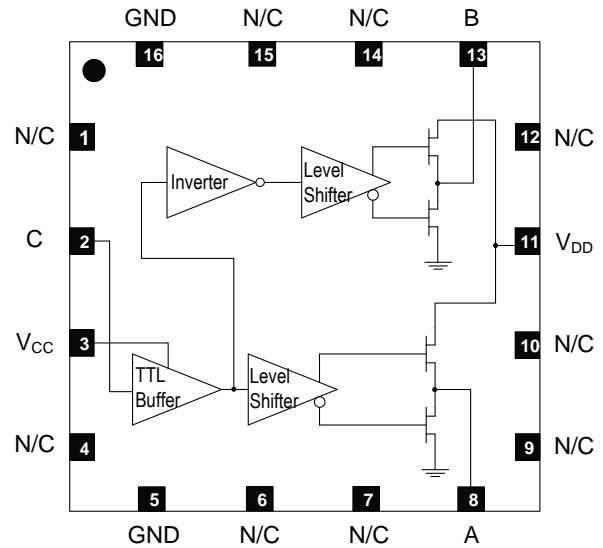 GND N/C N/C B
16 15 14 13
N/C 1 12 N/C
Inverter
Level
Shifter
C 2 11 V_DD
V_CC 3 10 N/C
TTL
Buffer
Level
Shifter
N/C 4 9 N/C
5 6 7 8
GND N/C N/C A